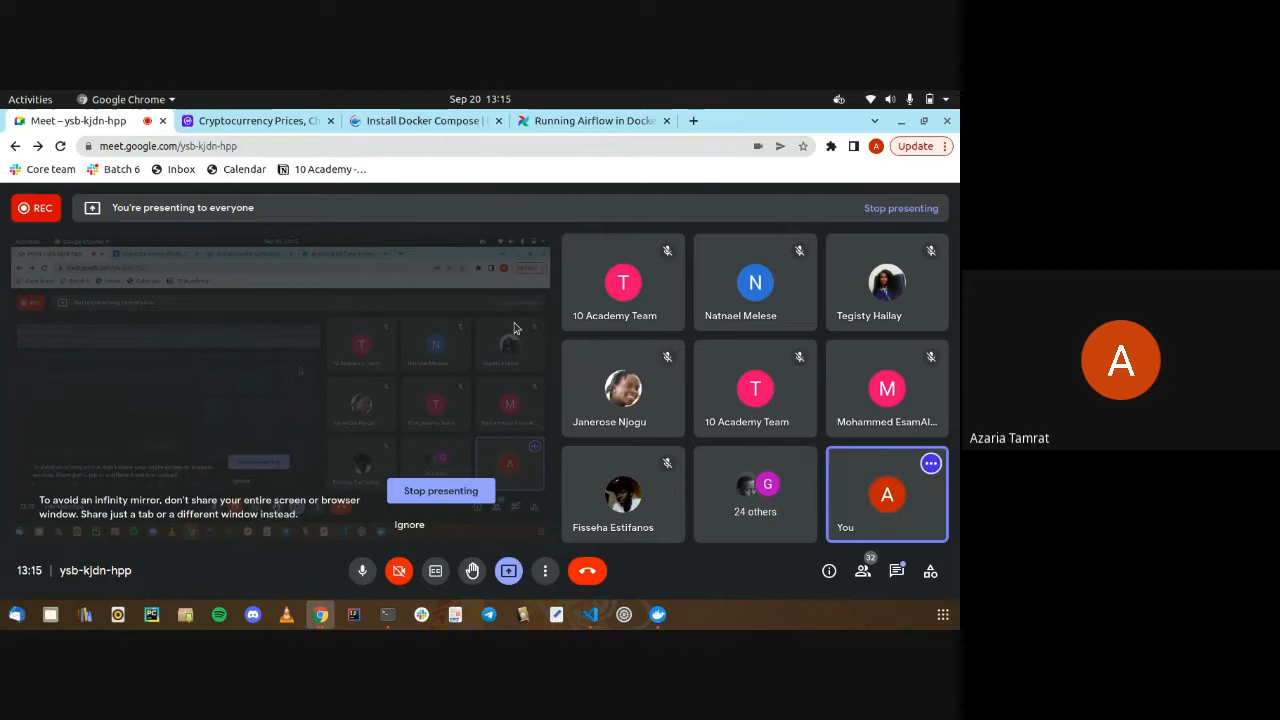 Activities Google Chrome Sep 20 13:15
Meet – ysb-kjdn-hpp Cryptocurrency Prices, Ch Install Docker Compose | Running Airflow in Docke
meet.google.com/ysb-kjdn-hpp A Update
Core team Batch 6 Inbox Calendar 10 Academy -...
REC You're presenting to everyone Stop presenting
T
10 Academy Team
N
Natnael Melese
Tegisty Hailay
Janerose Njogu
T
10 Academy Team
M
Mohammed EsamAl...
Fisseha Estifanos
G
24 others
A
You
To avoid an infinity mirror, don't share your entire screen or browser
window. Share just a tab or a different window instead.
Stop presenting
Ignore
13:15 ysb-kjdn-hpp
32
A
Azaria Tamrat